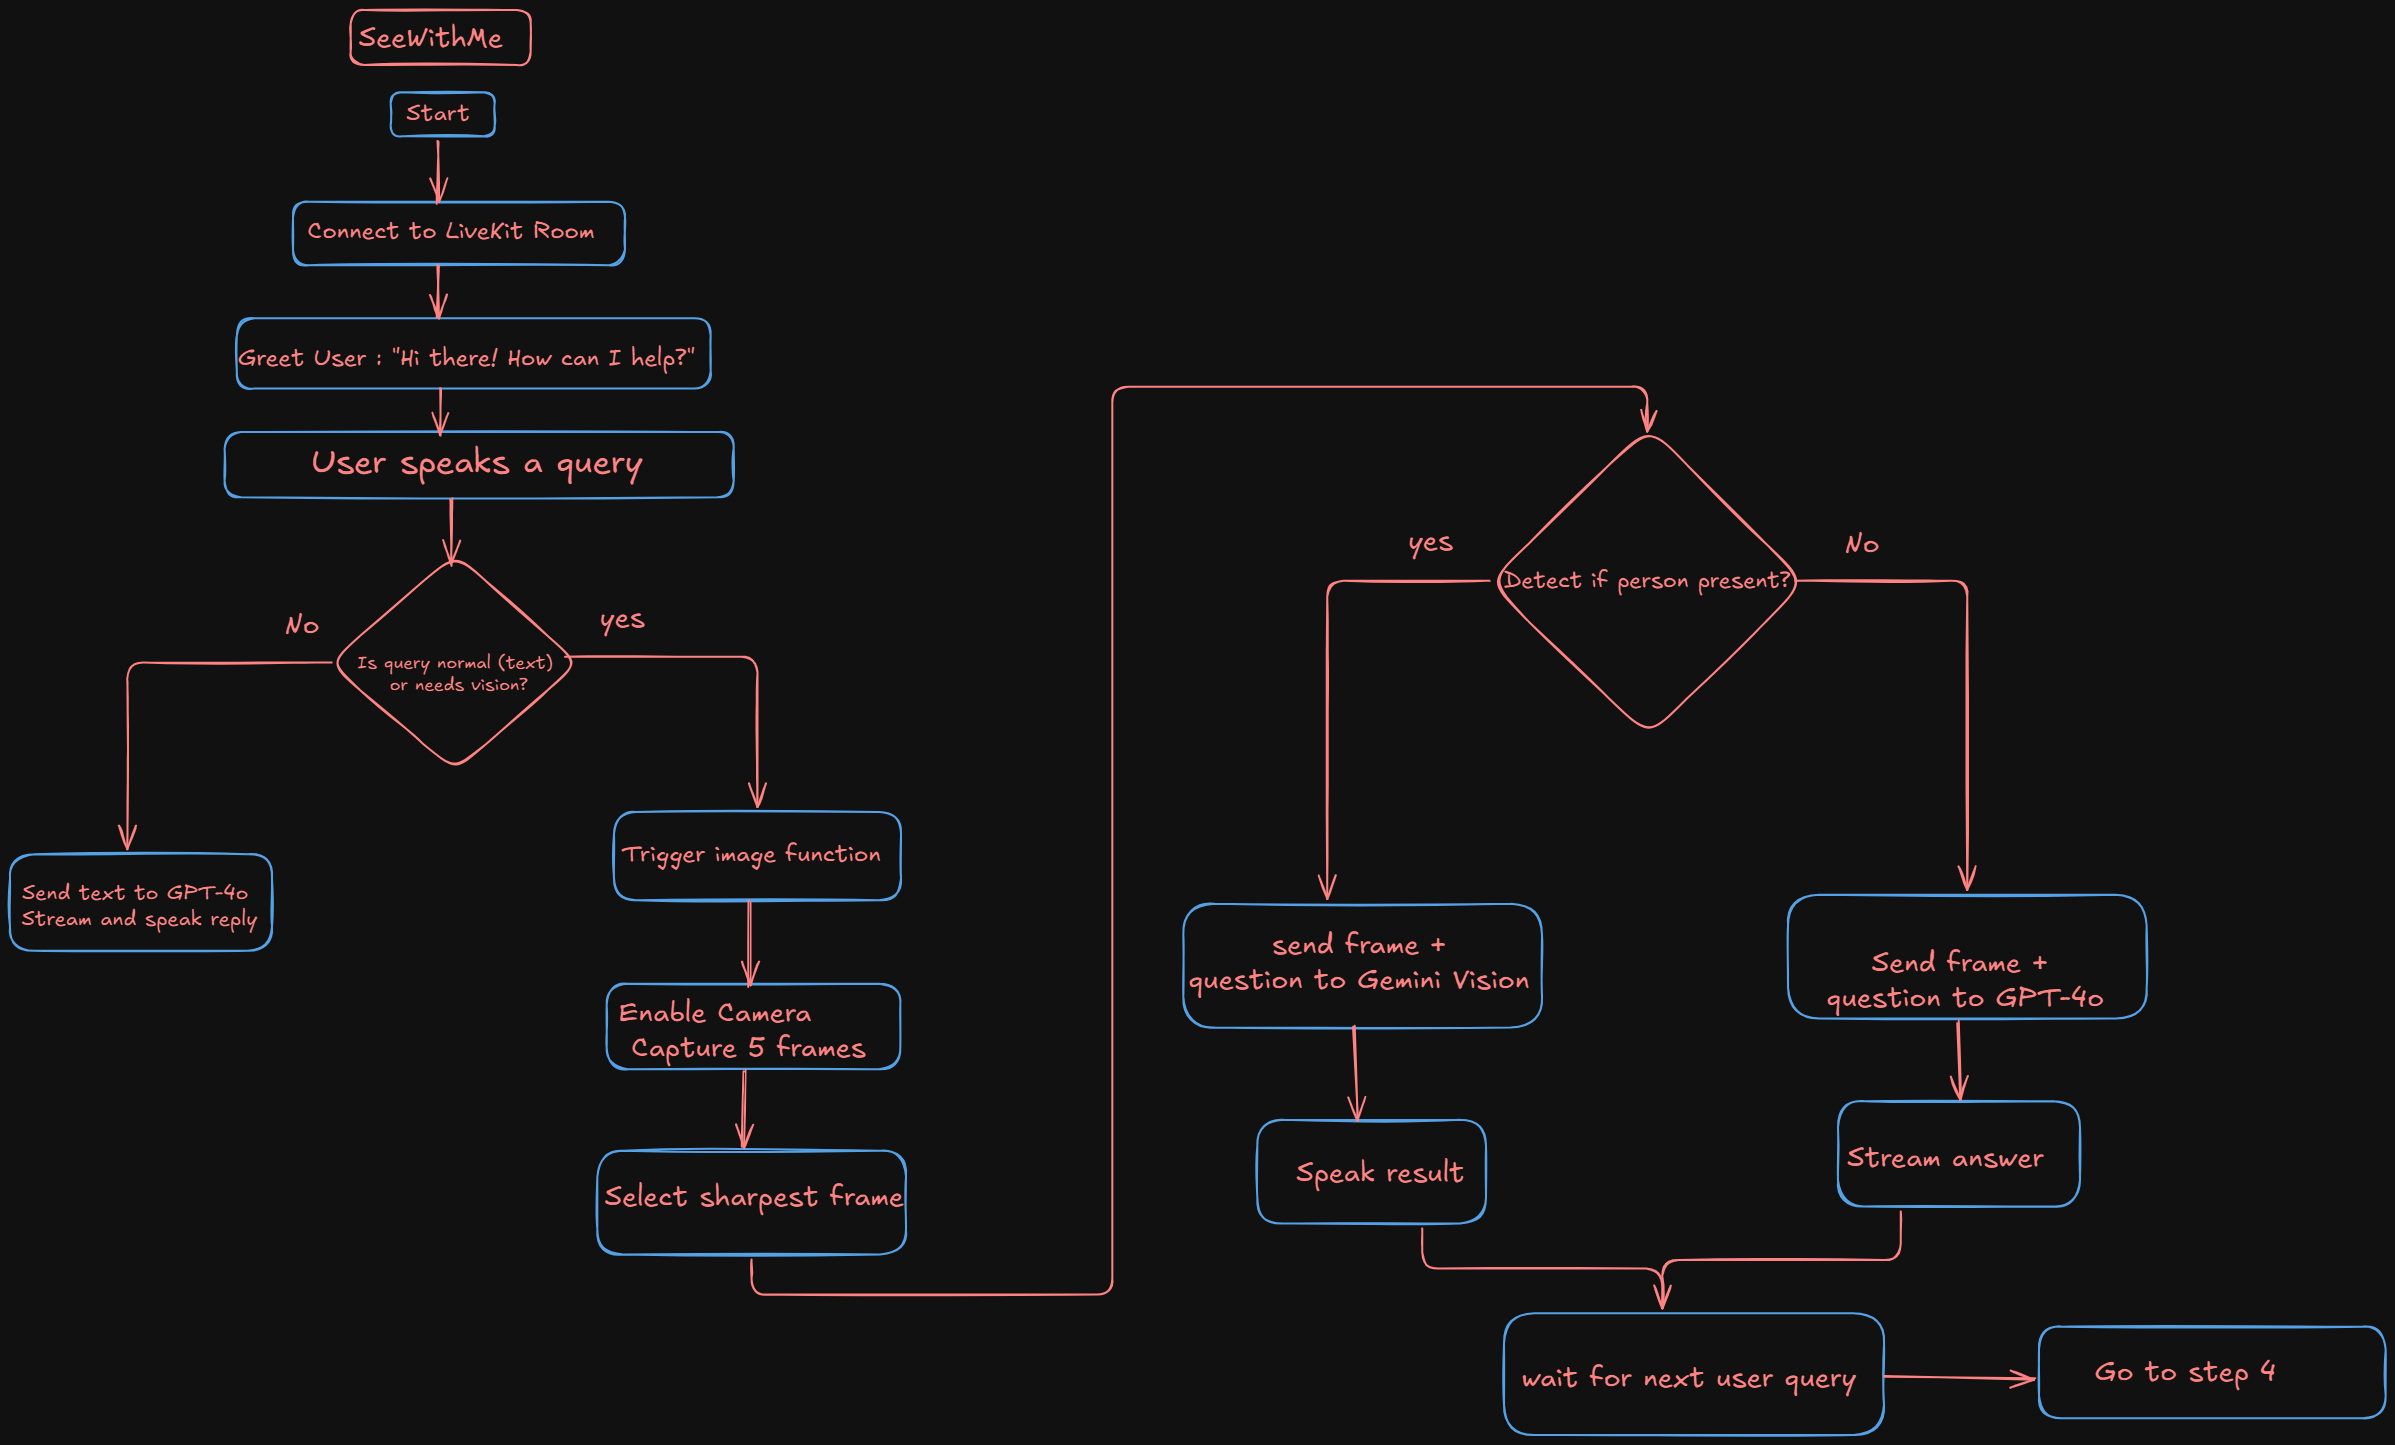 SeeWithMe
Start
Connect to LiveKit Room
Greet User : "Hi there! How can I help?"
User speaks a query
Is query normal (text)
or needs vision?
No
yes
Send text to GPT-4o
Stream and speak reply
Trigger image function
Enable Camera
Capture 5 frames
Select sharpest frame
Detect if person present?
yes
No
send frame +
question to Gemini Vision
Send frame +
question to GPT-4o
Speak result
Stream answer
wait for next user query
Go to step 4